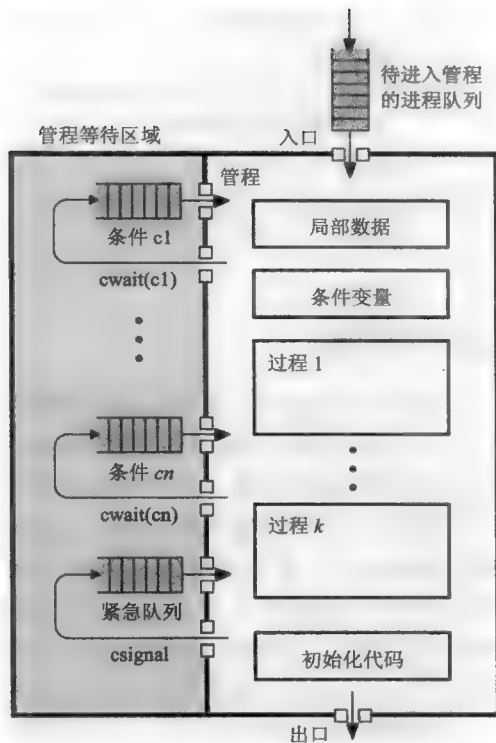 待进入管程
的进程队列
管程等待区域
入口
管程
条件 c1
局部数据
cwait(c1)
条件变量
过程 1
条件 cn
cwait(cn)
过程 k
紧急队列
csignal
初始化代码
出口